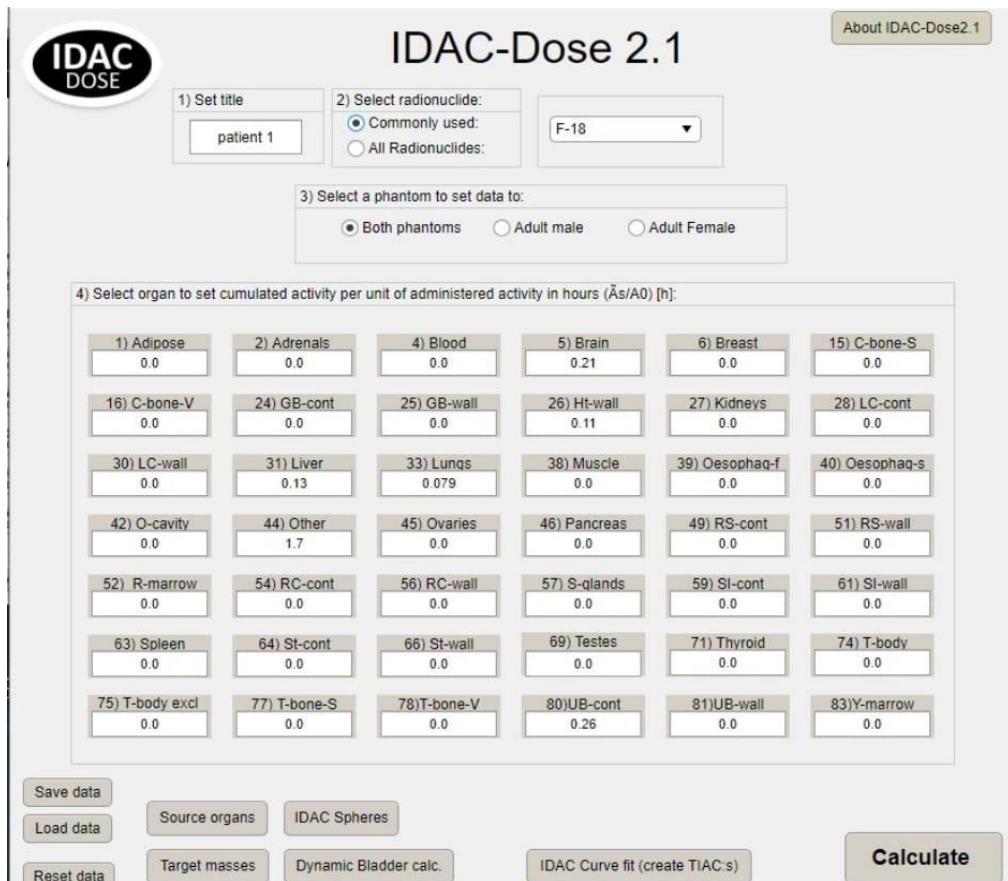 About IDAC-Dose2.1
IDAC
DOSE
IDAC-Dose 2.1
1) Set title
patient 1
2) Select radionuclide:
Commonly used:
All Radionuclides:
F-18
3) Select a phantom to set data to:
Both phantoms Adult male Adult Female
4) Select organ to set cumulated activity per unit of administered activity in hours (Ãs/A0) [h]:
1) Adipose 2) Adrenals 4) Blood 5) Brain 6) Breast 15) C-bone-S
0.0 0.0 0.0 0.21 0.0 0.0
16) C-bone-V 24) GB-cont 25) GB-wall 26) Ht-wall 27) Kidneys 28) LC-cont
0.0 0.0 0.0 0.11 0.0 0.0
30) LC-wall 31) Liver 33) Lungs 38) Muscle 39) Oesophag-f 40) Oesophag-s
0.0 0.13 0.079 0.0 0.0 0.0
42) O-cavity 44) Other 45) Ovaries 46) Pancreas 49) RS-cont 51) RS-wall
0.0 1.7 0.0 0.0 0.0 0.0
52) R-marrow 54) RC-cont 56) RC-wall 57) S-glands 59) SI-cont 61) SI-wall
0.0 0.0 0.0 0.0 0.0 0.0
63) Spleen 64) St-cont 66) St-wall 69) Testes 71) Thyroid 74) T-body
0.0 0.0 0.0 0.0 0.0 0.0
75) T-body excl 77) T-bone-S 78)T-bone-V 80)UB-cont 81)UB-wall 83)Y-marrow
0.0 0.0 0.0 0.26 0.0 0.0
Save data
Load data
Reset data
Source organs IDAC Spheres
Target masses Dynamic Bladder calc. IDAC Curve fit (create TIAC:s)
Calculate